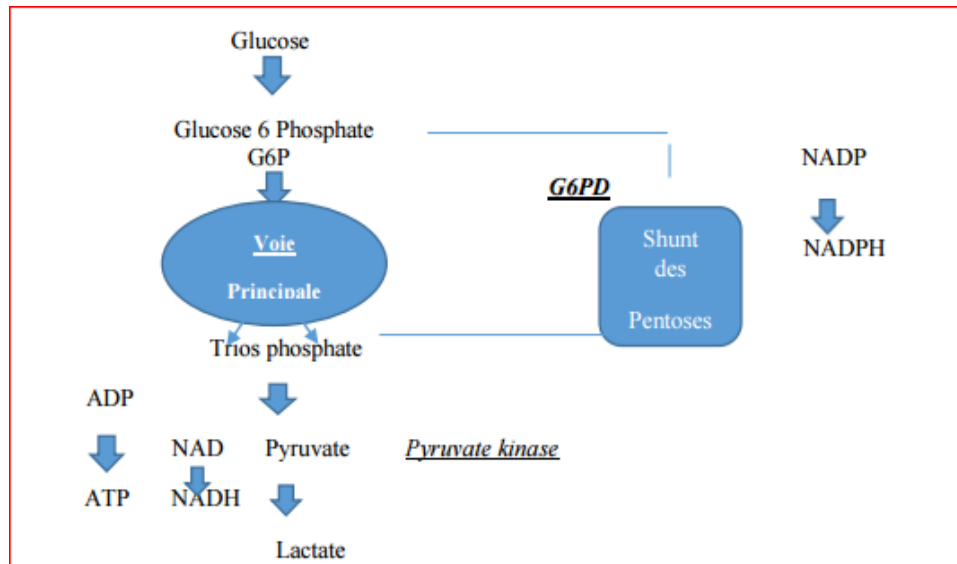 Glucose
Glucose 6 Phosphate
G6P
NADP
G6PD
Voie
Principale
Shunt
des
Pentoses
NADPH
Trios phosphate
ADP
NAD
Pyruvate
Pyruvate kinase
ATP
NADH
Lactate